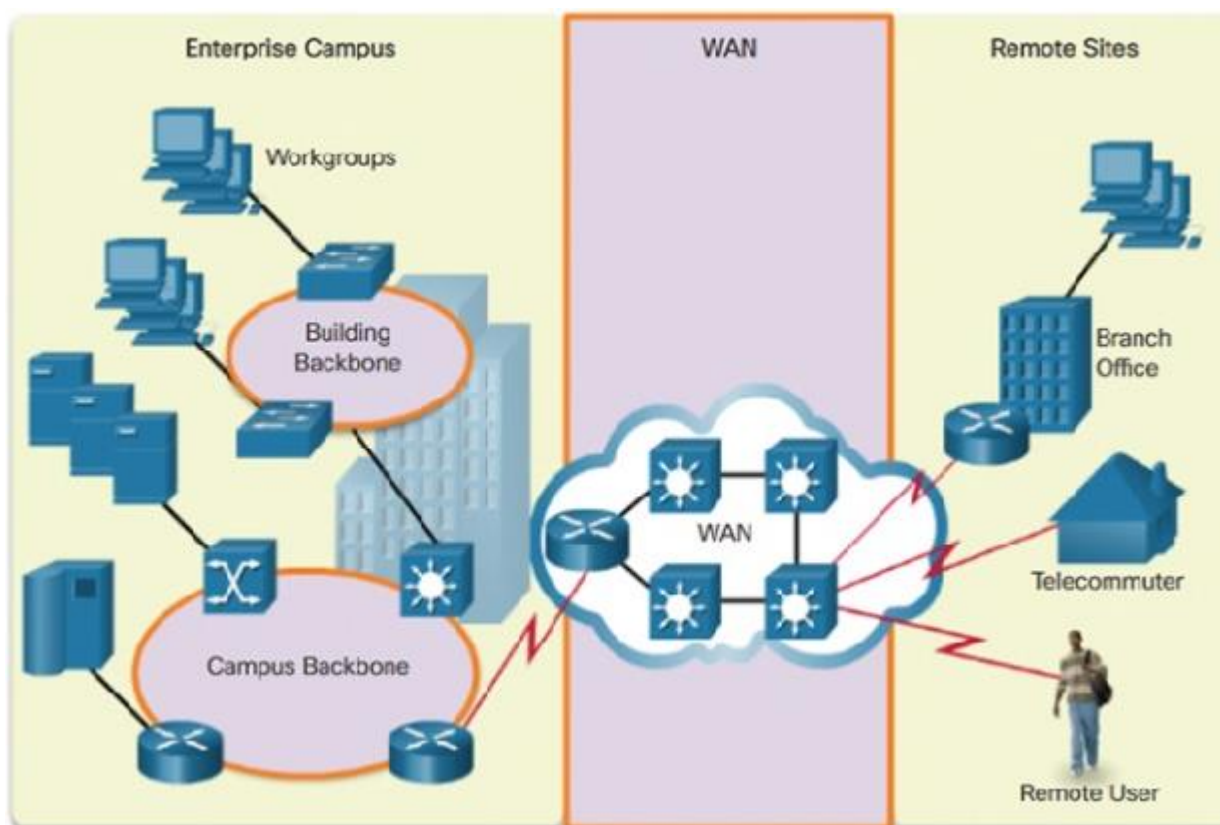 Enterprise Campus
WAN
Remote Sites
Workgroups
Building
Backbone
Branch
Office
WAN
Telecommuter
Campus Backbone
Remote User